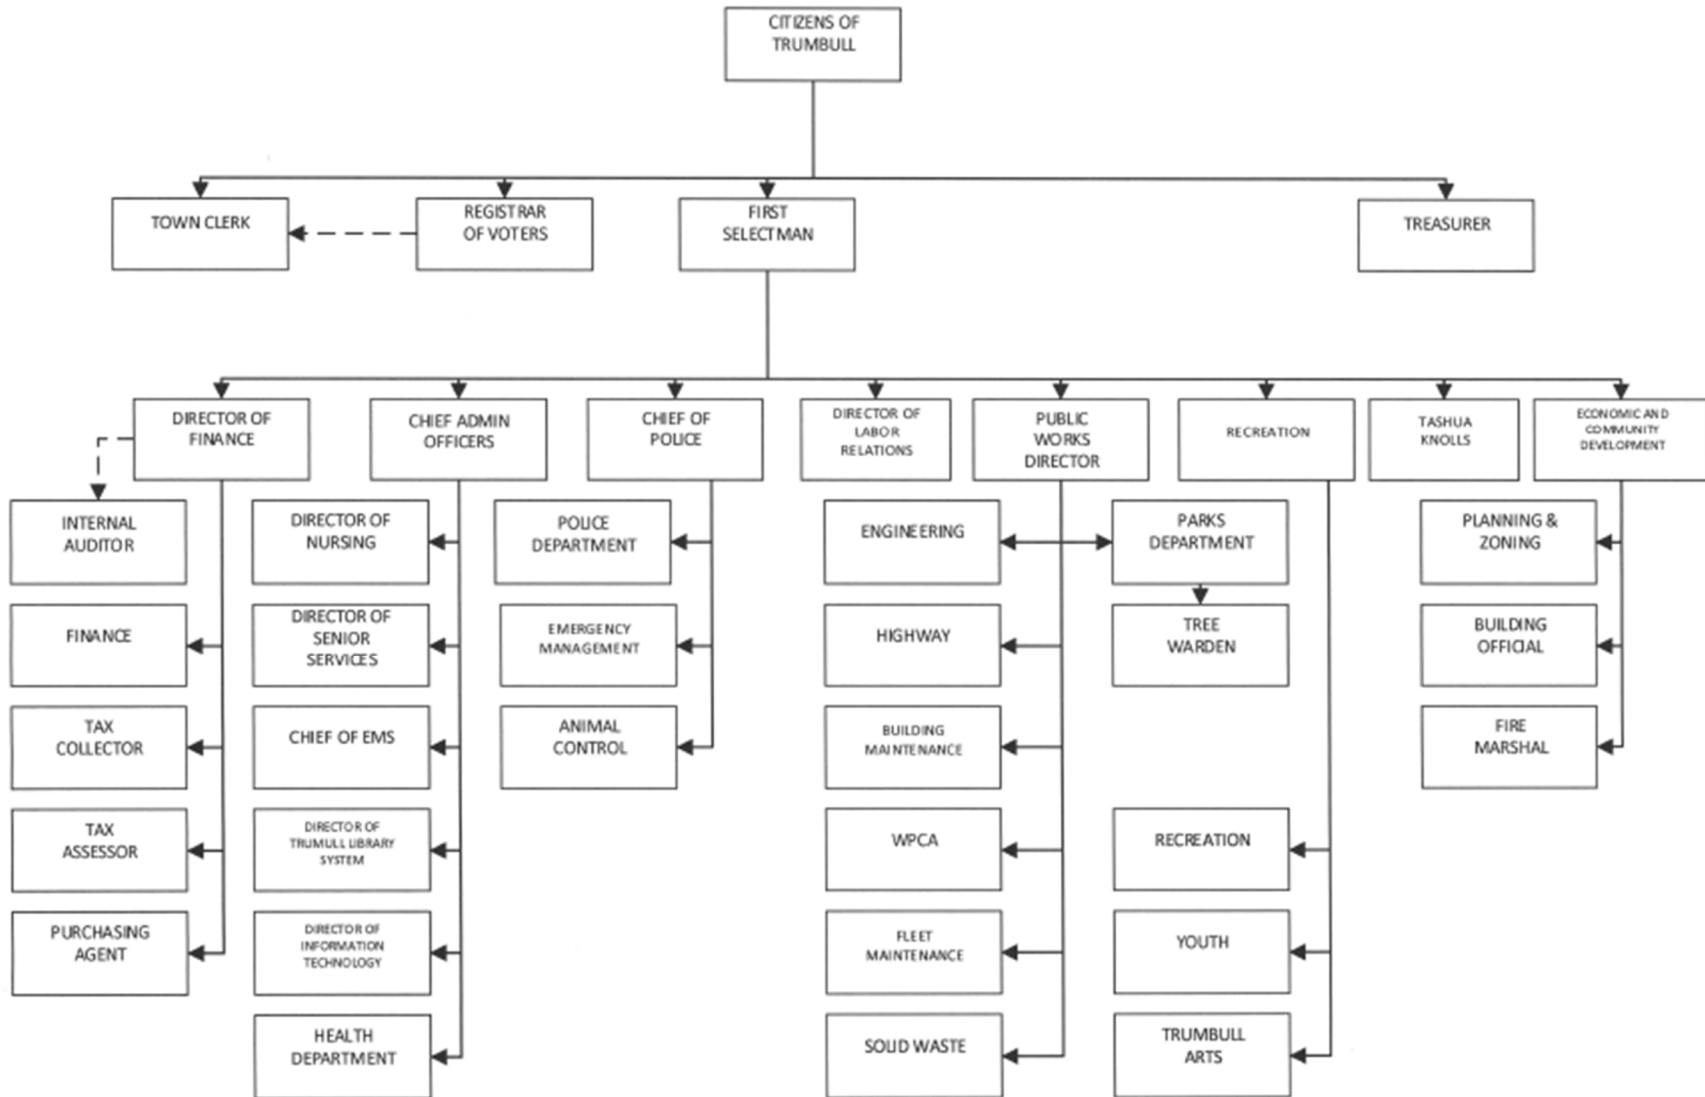 CITIZENS OF
TRUMBULL
TOWN CLERK
REGISTRAR
OF VOTERS
FIRST
SELECTMAN
TREASURER
DIRECTOR OF
FINANCE
CHIEF ADMIN
OFFICERS
CHIEF OF
POLICE
DIRECTOR OF
LABOR
RELATIONS
PUBLIC
WORKS
DIRECTOR
RECREATION
TASHUA
KNOLLS
ECONOMIC AND
COMMUNITY
DEVELOPMENT
INTERNAL
AUDITOR
DIRECTOR OF
NURSING
POLICE
DEPARTMENT
ENGINEERING
PARKS
DEPARTMENT
PLANNING &
ZONING
FINANCE
DIRECTOR OF
SENIOR
SERVICES
EMERGENCY
MANAGEMENT
HIGHWAY
TREE
WARDEN
BUILDING
OFFICIAL
TAX
COLLECTOR
CHIEF OF EMS
ANIMAL
CONTROL
BUILDING
MAINTENANCE
FIRE
MARSHAL
TAX
ASSESSOR
DIRECTOR OF
TRUMULL LIBRARY
SYSTEM
WPCA
RECREATION
PURCHASING
AGENT
DIRECTOR OF
INFORMATION
TECHNOLOGY
FLEET
MAINTENANCE
YOUTH
HEALTH
DEPARTMENT
SOLID WASTE
TRUMBULL
ARTS